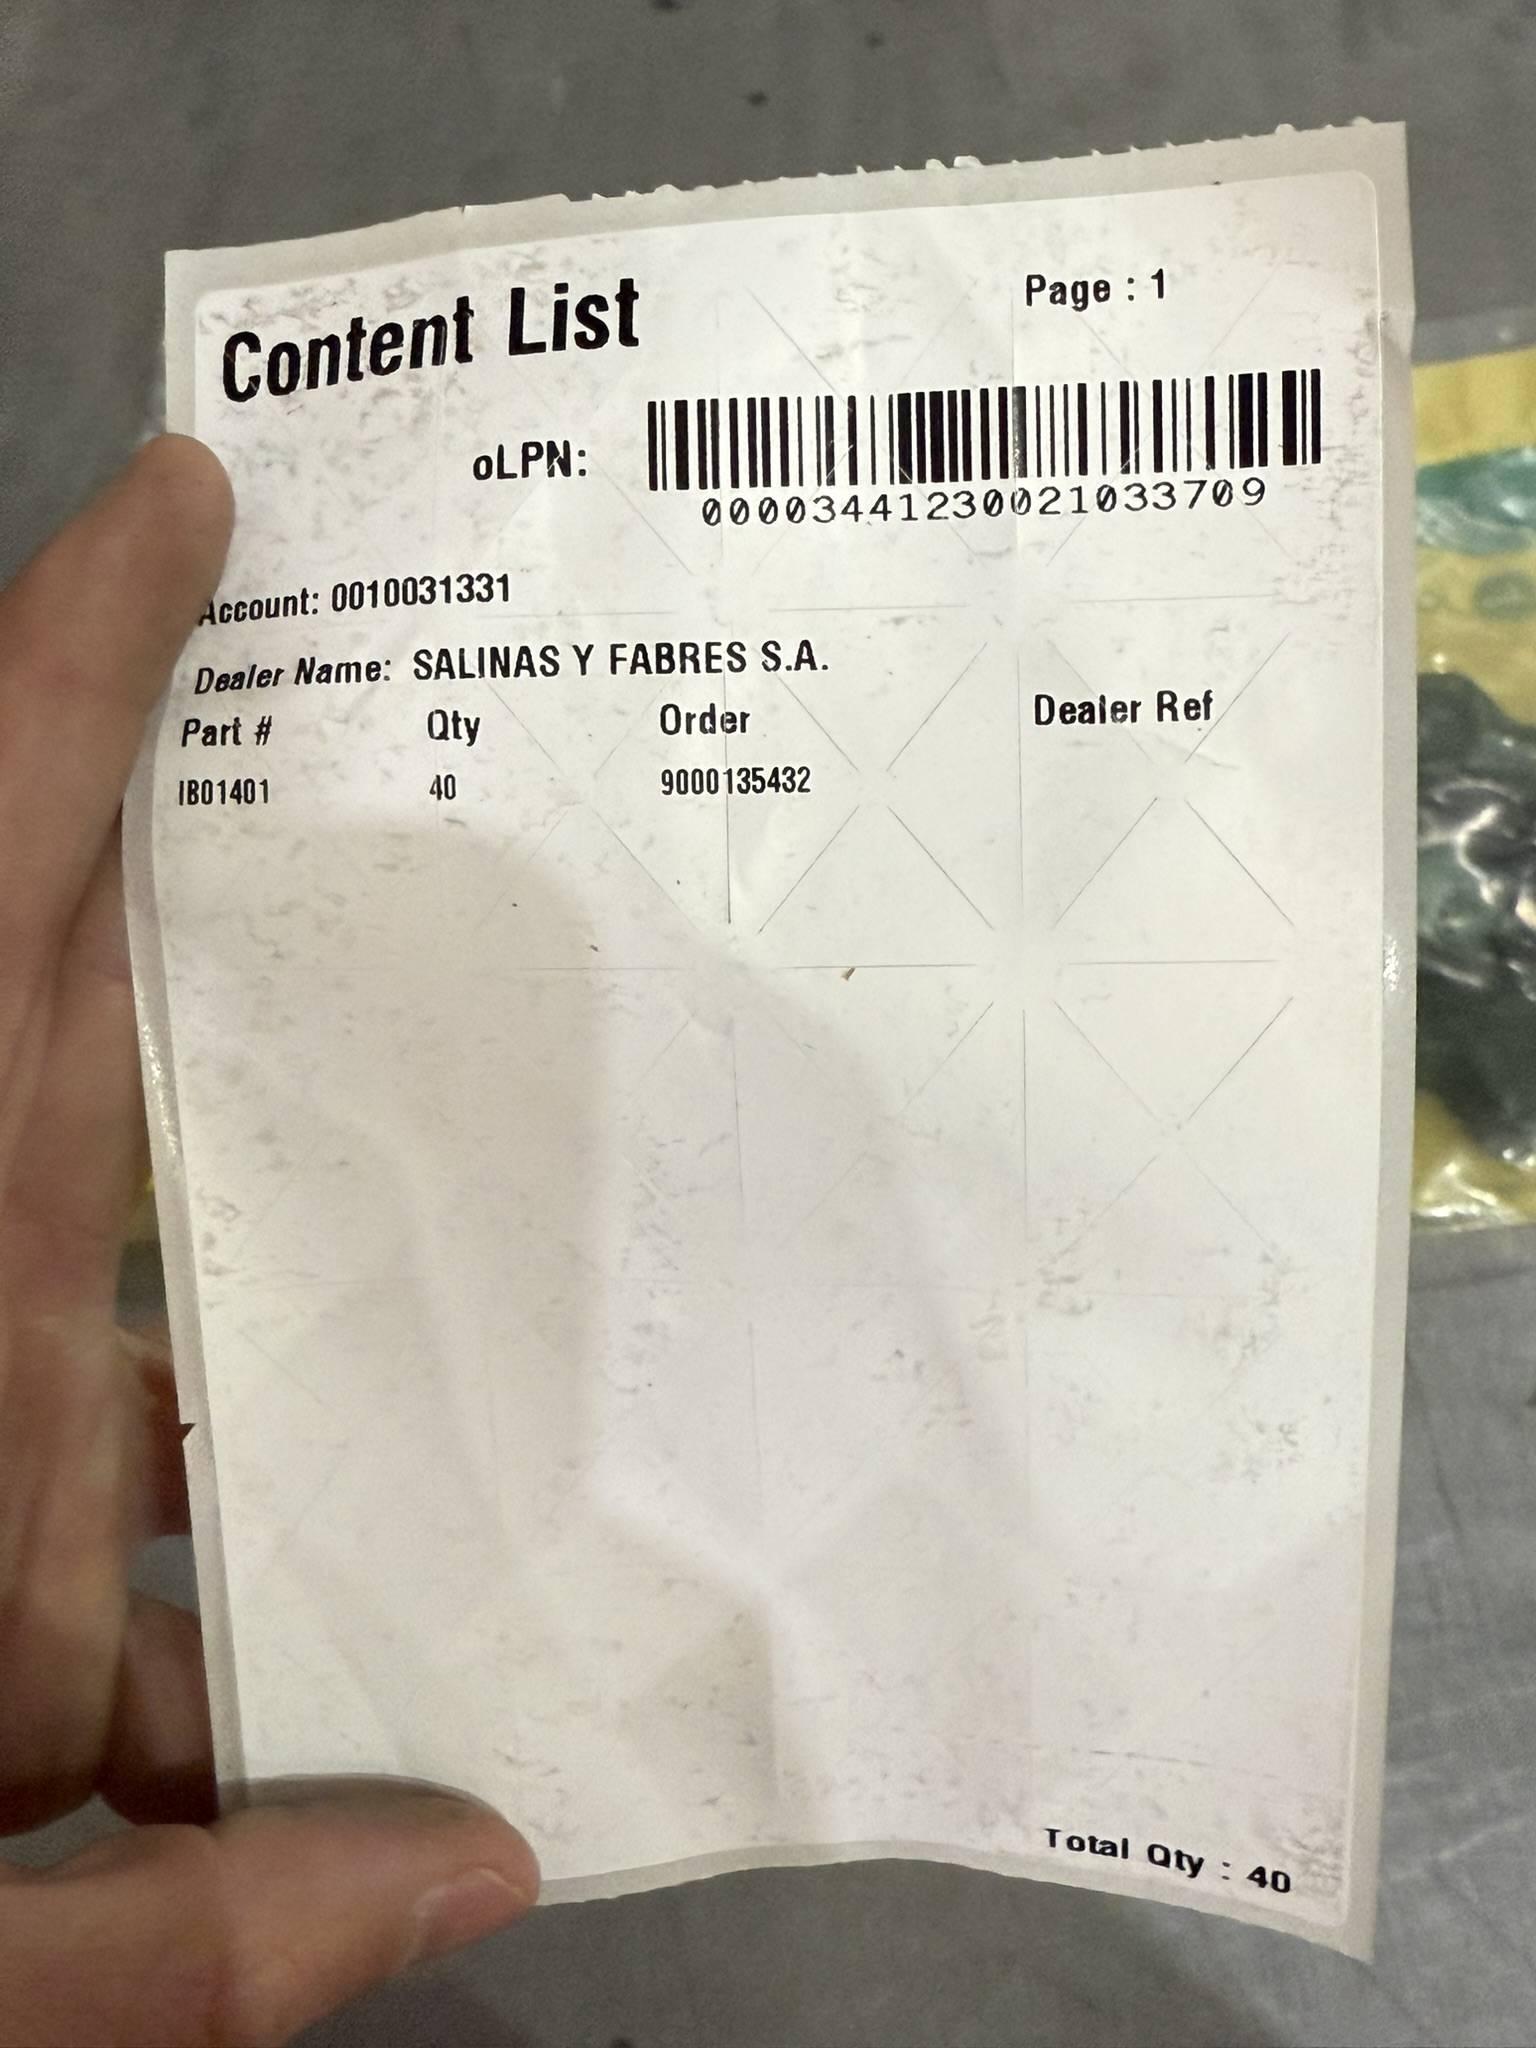 Content List
Page : 1
oLPN:
00003441230021033709
Account: 0010031331
Dealer Name: SALINAS Y FABRES S.A.
Part # Qty Order Dealer Ref
IB01401 40 9000135432
Total Qty : 40